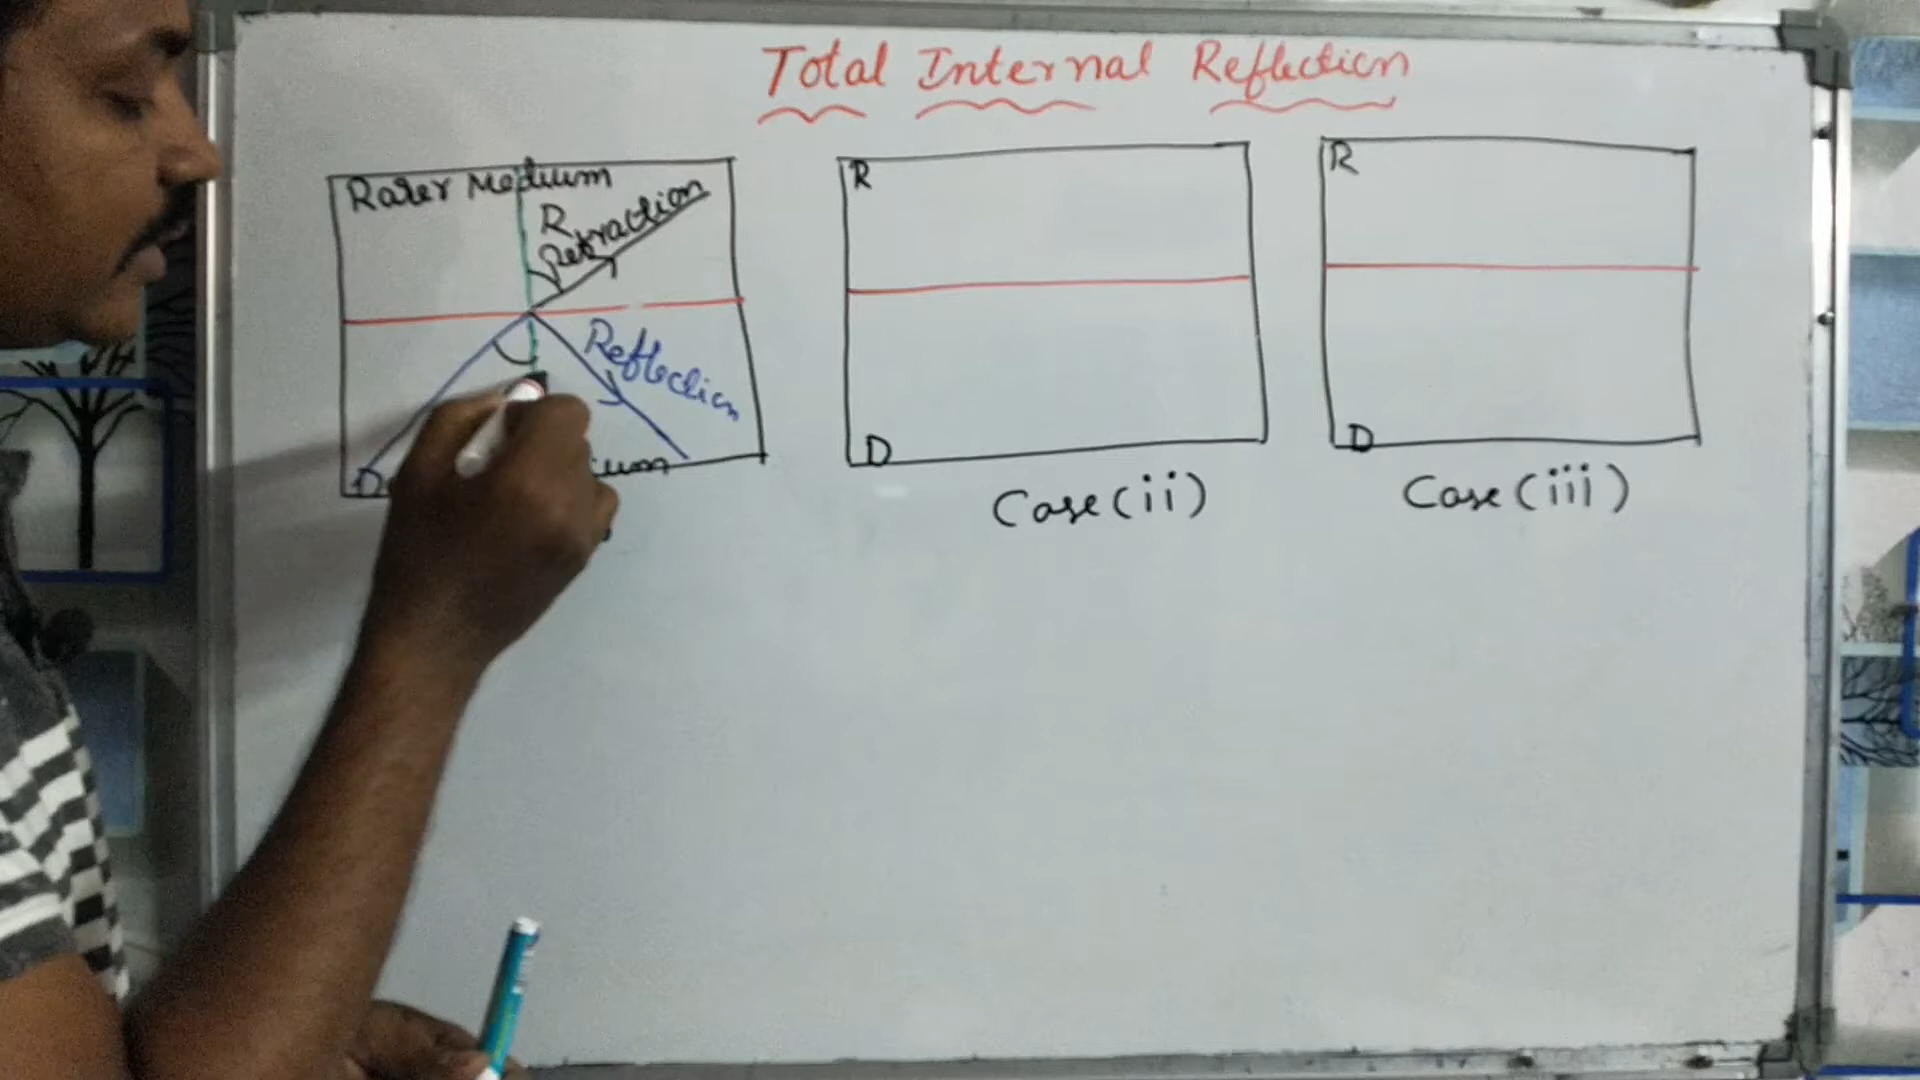 Total Internal Reflection
Rarer Medium
R
Refraction
Reflection
R
D
Case (ii)
R
D
Case (iii)